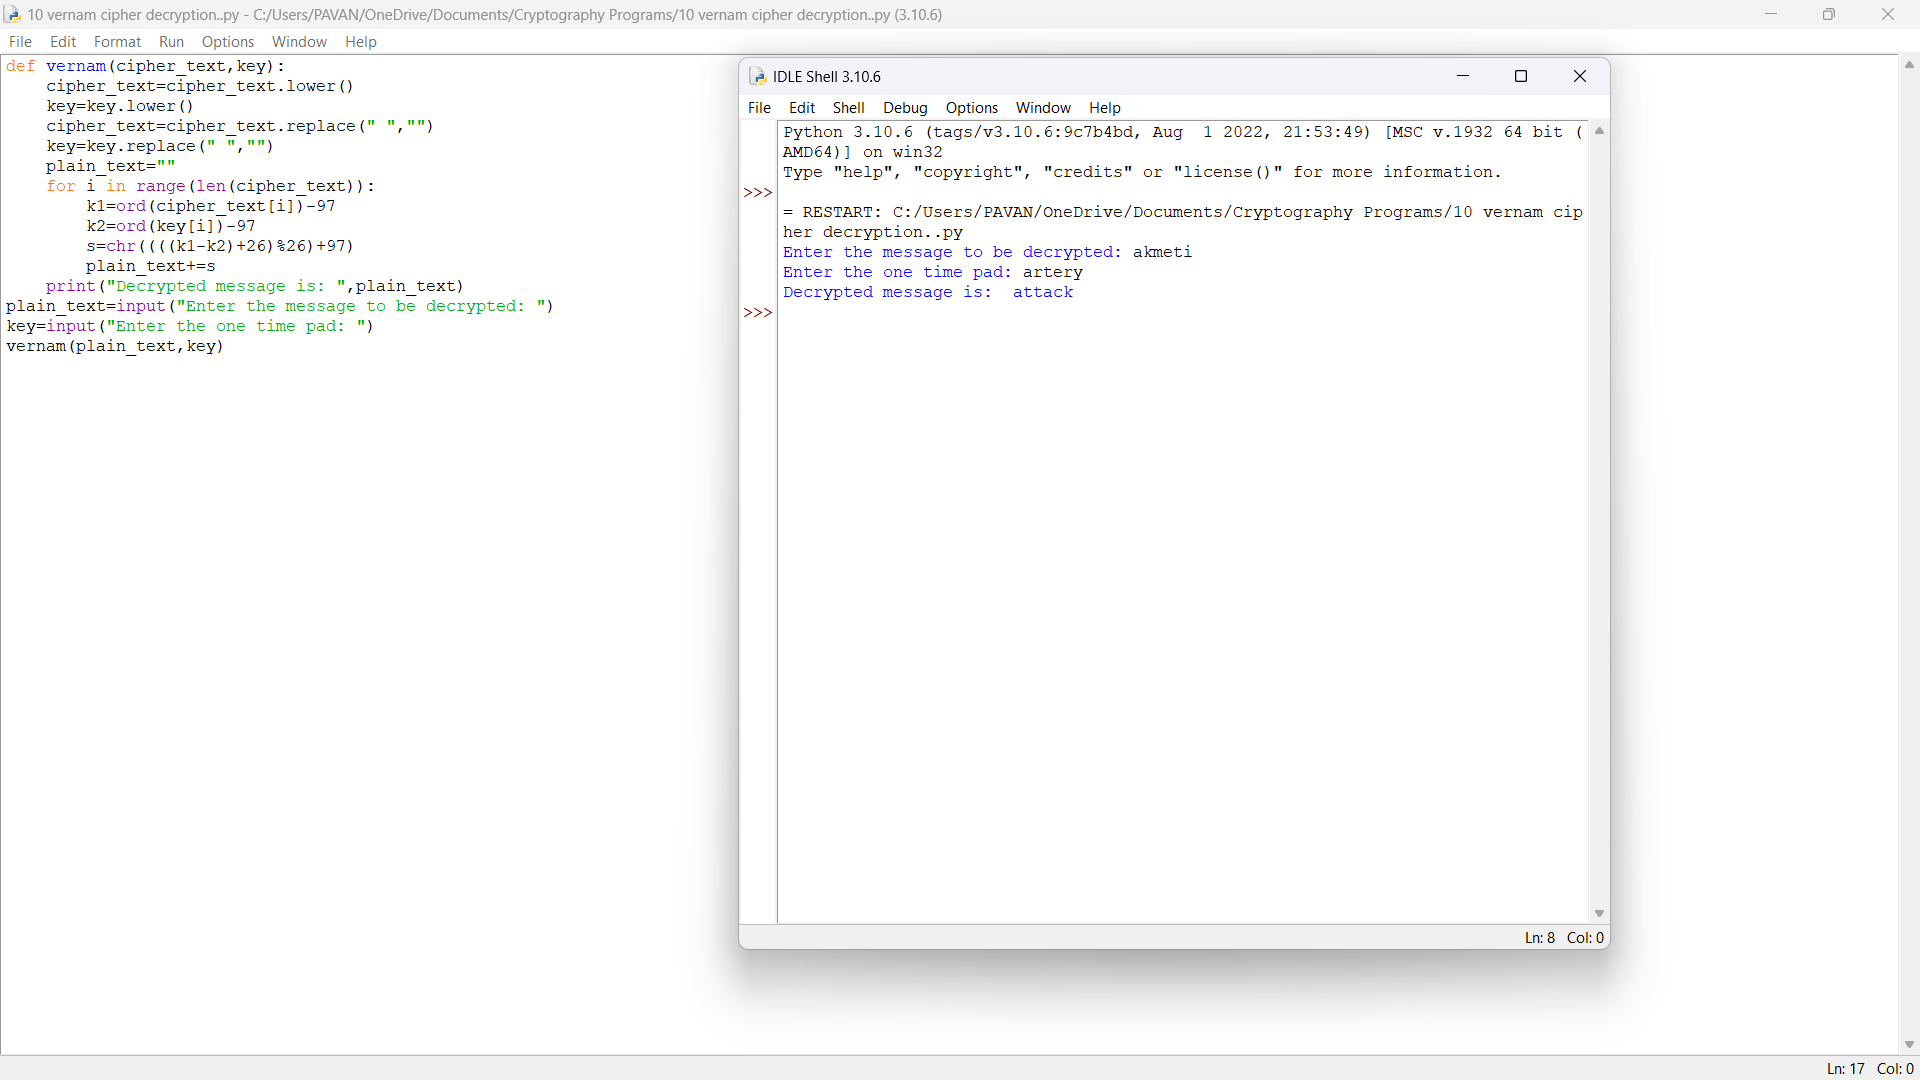 10 vernam cipher decryption..py - C:/Users/PAVAN/OneDrive/Documents/Cryptography Programs/10 vernam cipher decryption..py (3.10.6)
File Edit Format Run Options Window Help
def vernam(cipher_text,key):
    cipher_text=cipher_text.lower()
    key=key.lower()
    cipher_text=cipher_text.replace(" ","")
    key=key.replace(" ","")
    plain_text=""
    for i in range(len(cipher_text)):
        k1=ord(cipher_text[i])-97
        k2=ord(key[i])-97
        s=chr((((k1-k2)+26)%26)+97)
        plain_text+=s
    print("Decrypted message is: ",plain_text)
plain_text=input("Enter the message to be decrypted: ")
key=input("Enter the one time pad: ")
vernam(plain_text,key)
IDLE Shell 3.10.6
File Edit Shell Debug Options Window Help
Python 3.10.6 (tags/v3.10.6:9c7b4bd, Aug  1 2022, 21:53:49) [MSC v.1932 64 bit (
AMD64)] on win32
Type "help", "copyright", "credits" or "license()" for more information.
>>>
= RESTART: C:/Users/PAVAN/OneDrive/Documents/Cryptography Programs/10 vernam cip
her decryption..py
Enter the message to be decrypted: akmeti
Enter the one time pad: artery
Decrypted message is:  attack
>>>
Ln: 8 Col: 0
Ln: 17 Col: 0